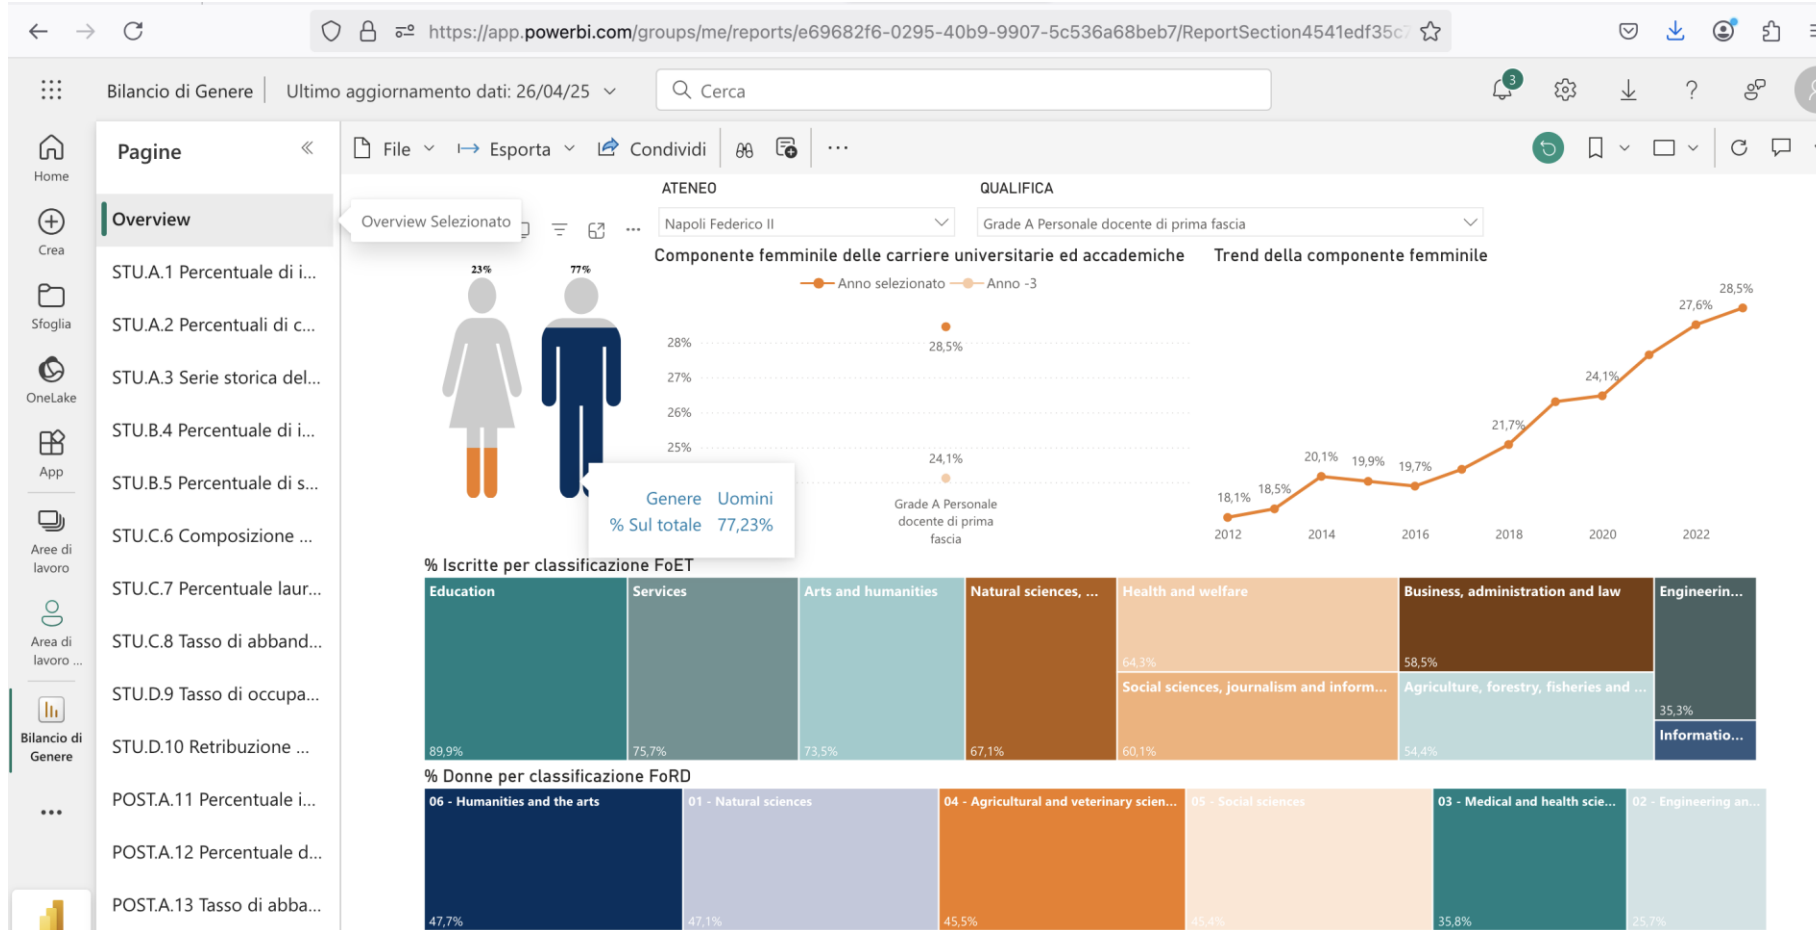 https://app.powerbi.com/groups/me/reports/e69682f6-0295-40b9-9907-5c536a68beb7/ReportSection4541edf35c7
Bilancio di Genere
Ultimo aggiornamento dati: 26/04/25
Cerca
3
Home
Crea
Sfoglia
OneLake
App
Aree di
lavoro
Area di
lavoro ...
Bilancio di
Genere
Pagine
Overview
STU.A.1 Percentuale di i...
STU.A.2 Percentuali di c...
STU.A.3 Serie storica del...
STU.B.4 Percentuale di i...
STU.B.5 Percentuale di s...
STU.C.6 Composizione ...
STU.C.7 Percentuale laur...
STU.C.8 Tasso di abband...
STU.D.9 Tasso di occupa...
STU.D.10 Retribuzione ...
POST.A.11 Percentuale i...
POST.A.12 Percentuale d...
POST.A.13 Tasso di abba...
File
Esporta
Condividi
Overview Selezionato
ATENEO
Napoli Federico II
QUALIFICA
Grade A Personale docente di prima fascia
23%
77%
Genere Uomini
% Sul totale 77,23%
Componente femminile delle carriere universitarie ed accademiche
Anno selezionato
Anno -3
28%
27%
26%
25%
28,5%
24,1%
Grade A Personale
docente di prima
fascia
Trend della componente femminile
18,1%
18,5%
20,1%
19,9%
19,7%
21,7%
24,1%
27,6%
28,5%
2012
2014
2016
2018
2020
2022
% Iscritte per classificazione FoET
Education
89,9%
Services
75,7%
Arts and humanities
73,5%
Natural sciences, ...
67,1%
Health and welfare
64,3%
Social sciences, journalism and inform...
60,1%
Business, administration and law
58,5%
Agriculture, forestry, fisheries and ...
54,4%
Engineerin...
35,3%
Informatio...
% Donne per classificazione FoRD
06 - Humanities and the arts
47,7%
01 - Natural sciences
47,1%
04 - Agricultural and veterinary scien...
45,5%
05 - Social sciences
45,4%
03 - Medical and health scie...
35,8%
02 - Engineering an...
25,7%